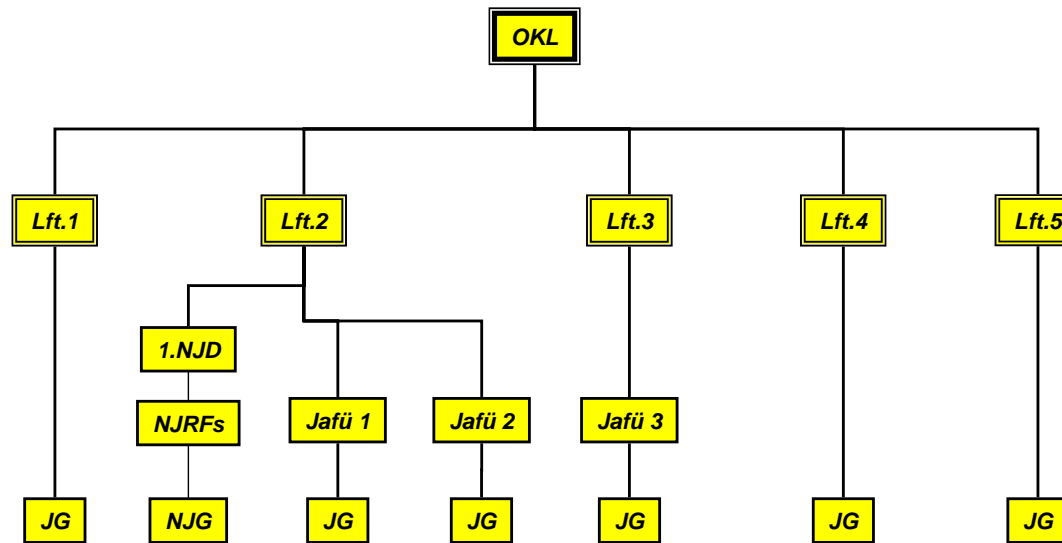 OKL
Lft.1
Lft.2
Lft.3
Lft.4
Lft.5
1.NJD
NJRFs
Jafü 1
Jafü 2
Jafü 3
JG
NJG
JG
JG
JG
JG
JG